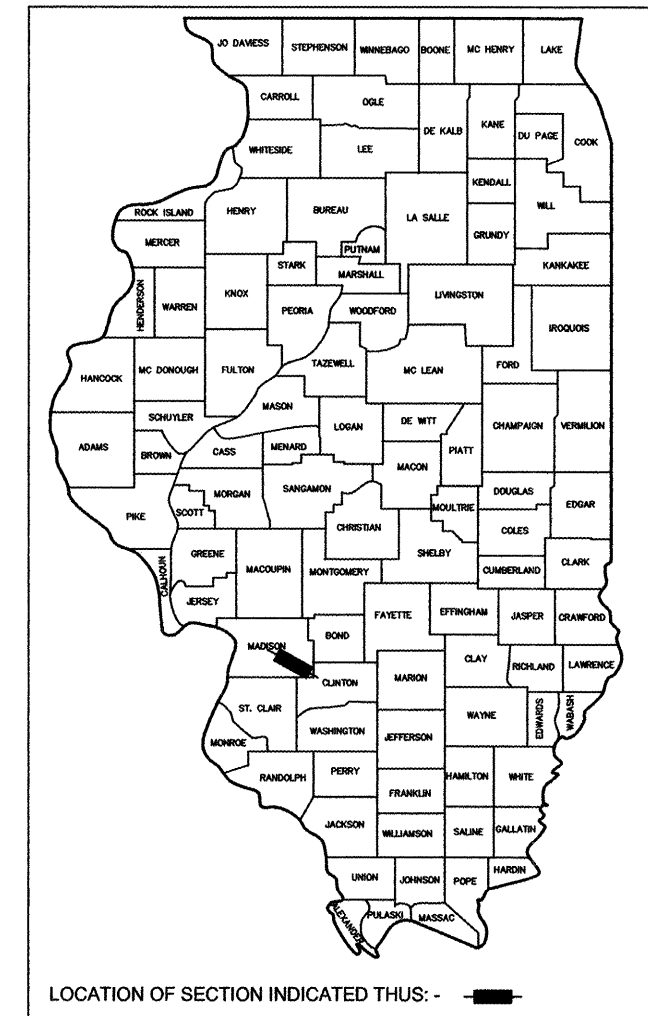 JO DAVIESS
STEPHENSON
WINNEBAGO
BOONE
MC HENRY
LAKE
CARROLL
OGLE
DE KALB
KANE
DU PAGE
COOK
WHITESIDE
LEE
KENDALL
WILL
ROCK ISLAND
HENRY
BUREAU
LA SALLE
GRUNDY
MERCER
PUTNAM
STARK
MARSHALL
KANKAKEE
HENDERSON
WARREN
KNOX
PEORIA
WOODFORD
LIVINGSTON
IROQUOIS
HANCOCK
MC DONOUGH
FULTON
TAZEWELL
MC LEAN
FORD
MASON
SCHUYLER
LOGAN
DE WITT
CHAMPAIGN
VERMILION
ADAMS
BROWN
CASS
MENARD
PIATT
MACON
PIKE
SCOTT
MORGAN
SANGAMON
MOULTRIE
DOUGLAS
EDGAR
CHRISTIAN
COLES
CALHOUN
GREENE
MACOUPIN
MONTGOMERY
SHELBY
CUMBERLAND
CLARK
JERSEY
FAYETTE
EFFINGHAM
JASPER
CRAWFORD
MADISON
BOND
CLAY
RICHLAND
LAWRENCE
CLINTON
MARION
ST. CLAIR
WAYNE
EDWARDS
WABASH
MONROE
WASHINGTON
JEFFERSON
RANDOLPH
PERRY
HAMILTON
WHITE
FRANKLIN
JACKSON
WILLIAMSON
SALINE
GALLATIN
UNION
JOHNSON
POPE
HARDIN
ALEXANDER
PULASKI
MASSAC
LOCATION OF SECTION INDICATED THUS: -